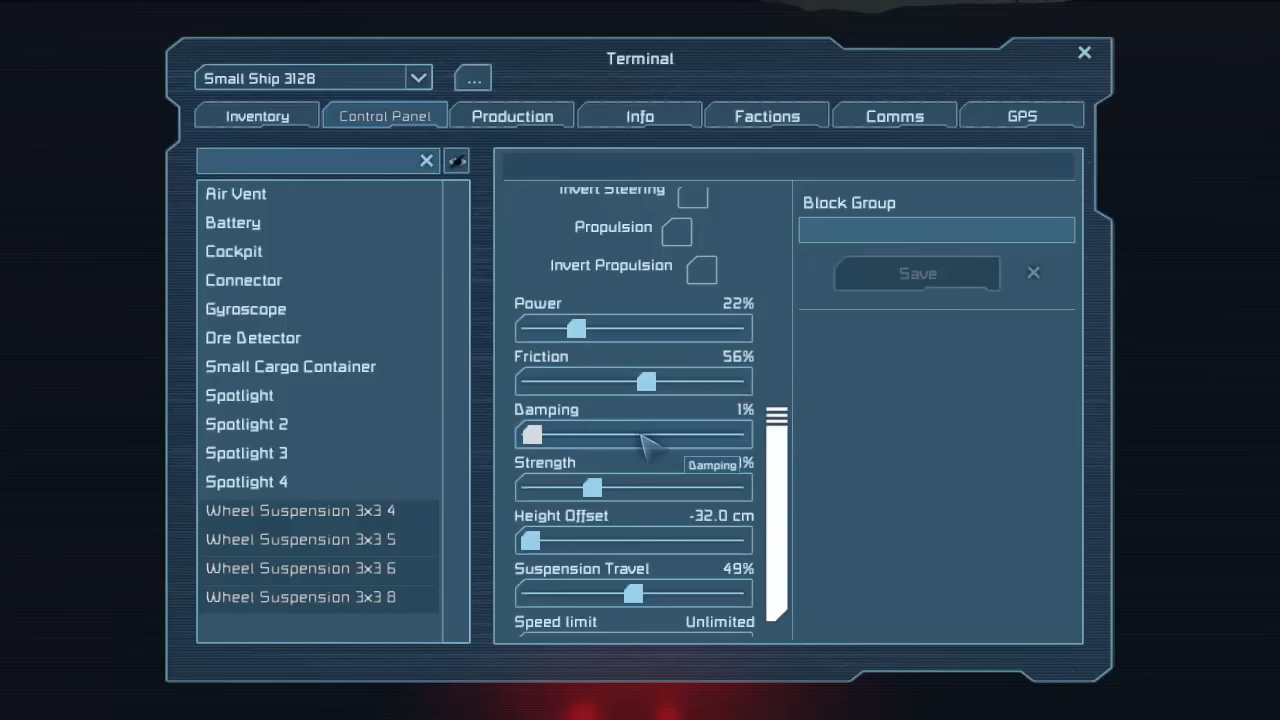 Terminal
Small Ship 3128
...
Inventory
Control Panel
Production
Info
Factions
Comms
GPS
Air Vent
Battery
Cockpit
Connector
Gyroscope
Ore Detector
Small Cargo Container
Spotlight
Spotlight 2
Spotlight 3
Spotlight 4
Wheel Suspension 3x3 4
Wheel Suspension 3x3 5
Wheel Suspension 3x3 6
Wheel Suspension 3x3 8
Invert Steering
Propulsion
Invert Propulsion
Power 22%
Friction 56%
Damping 1%
Strength
Damping
Height Offset -32.0 cm
Suspension Travel 49%
Speed limit Unlimited
Block Group
Save